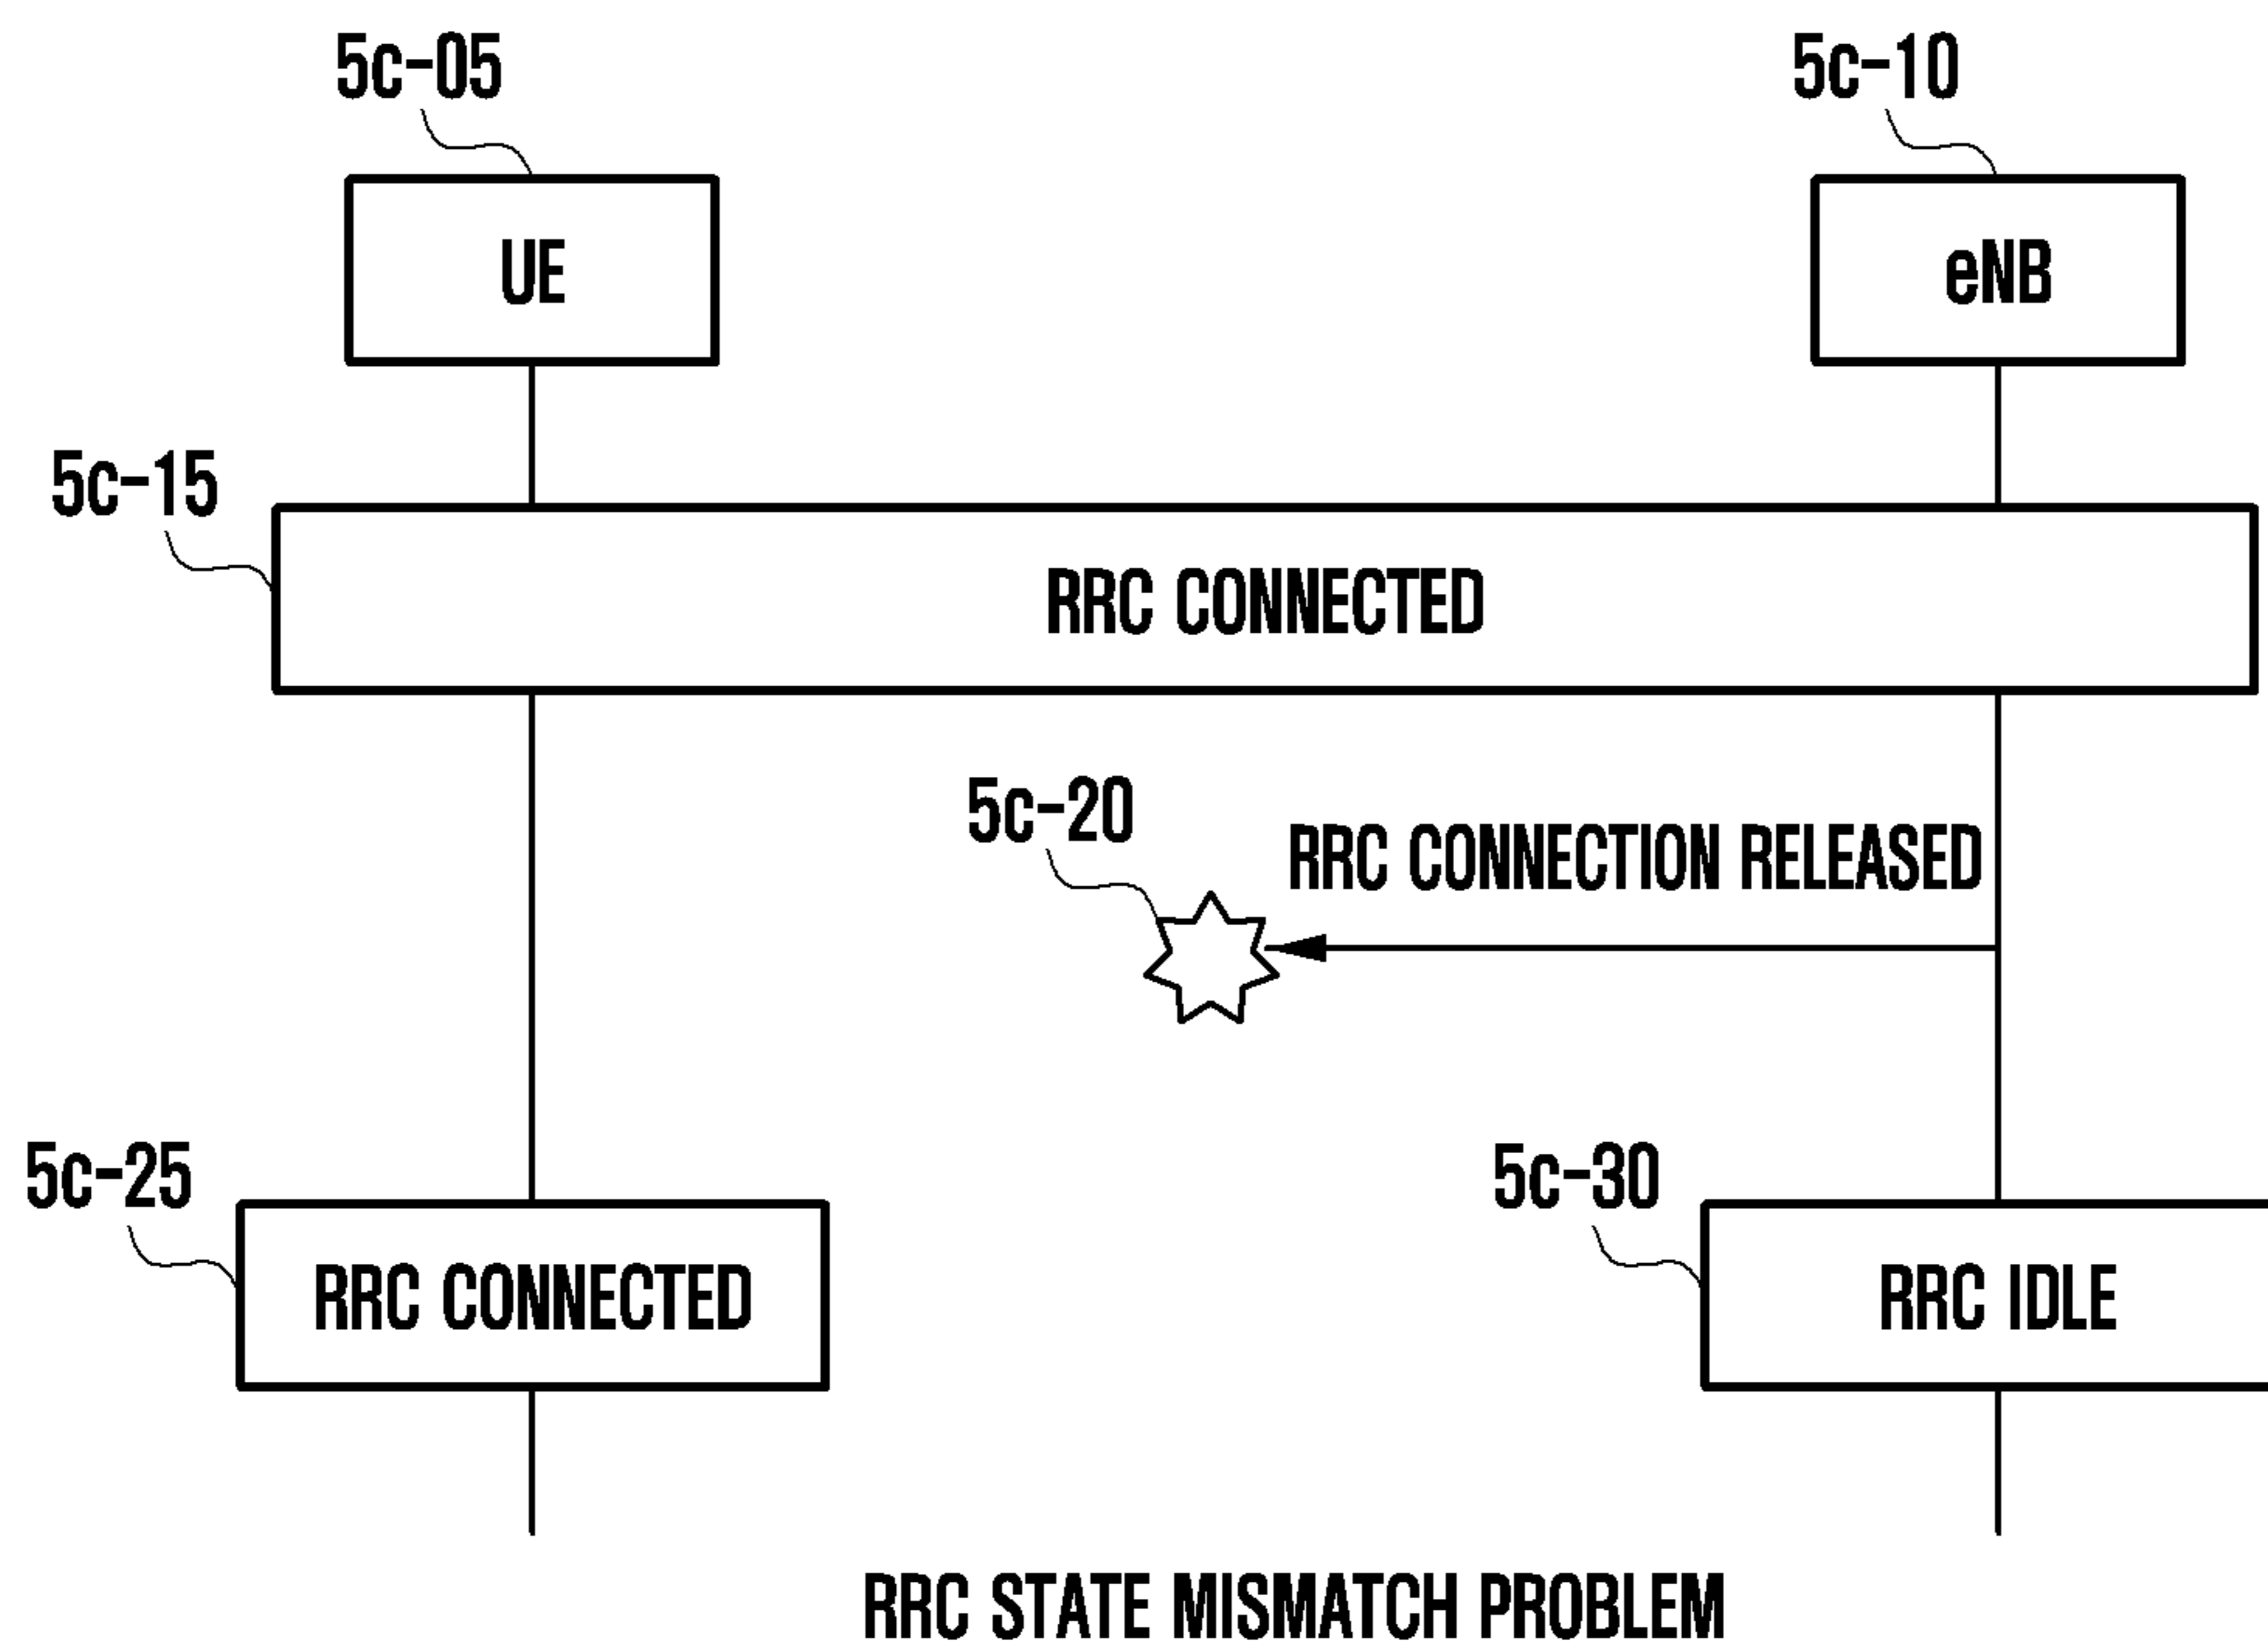 5c-05
5c-10
UE
eNB
5c-15
RRC CONNECTED
5c-20
RRC CONNECTION RELEASED
5c-25
5c-30
RRC CONNECTED
RRC IDLE
RRC STATE MISMATCH PROBLEM